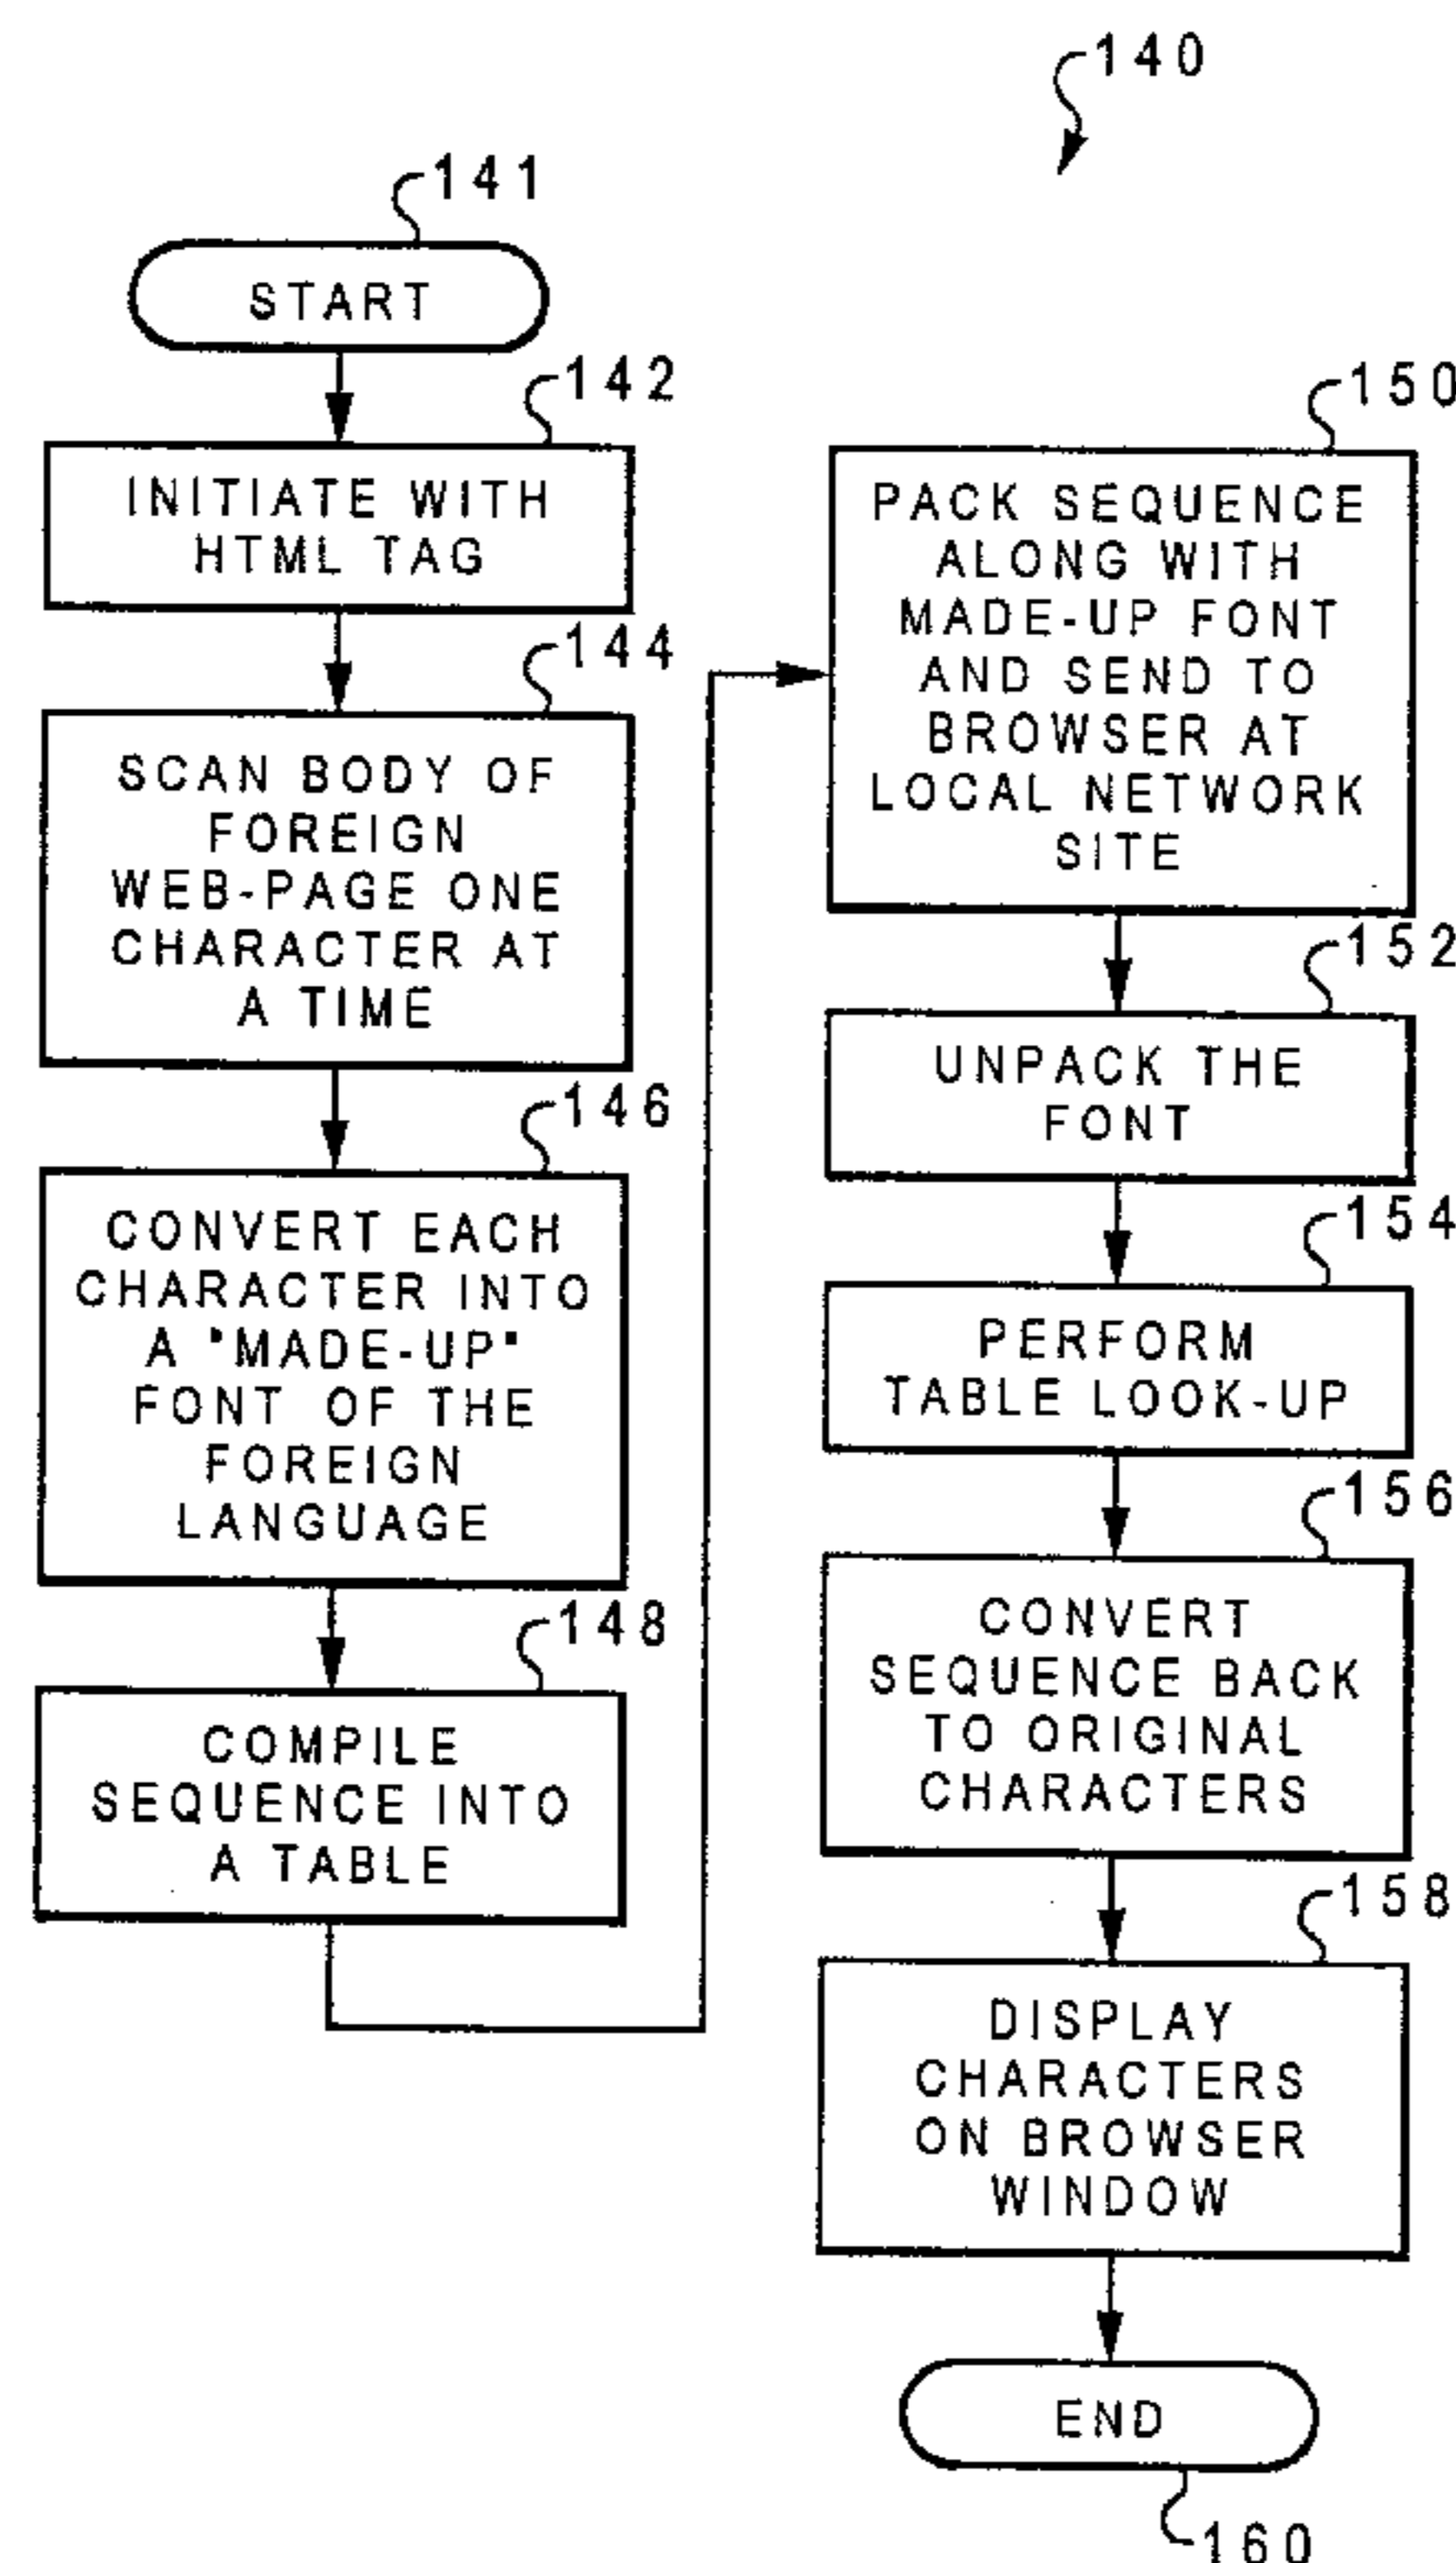 140
141
START
142
INITIATE WITH
HTML TAG
144
SCAN BODY OF
FOREIGN
WEB-PAGE ONE
CHARACTER AT
A TIME
146
CONVERT EACH
CHARACTER INTO
A "MADE-UP"
FONT OF THE
FOREIGN
LANGUAGE
148
COMPILE
SEQUENCE INTO
A TABLE
150
PACK SEQUENCE
ALONG WITH
MADE-UP FONT
AND SEND TO
BROWSER AT
LOCAL NETWORK
SITE
152
UNPACK THE
FONT
154
PERFORM
TABLE LOOK-UP
156
CONVERT
SEQUENCE BACK
TO ORIGINAL
CHARACTERS
158
DISPLAY
CHARACTERS
ON BROWSER
WINDOW
END
160